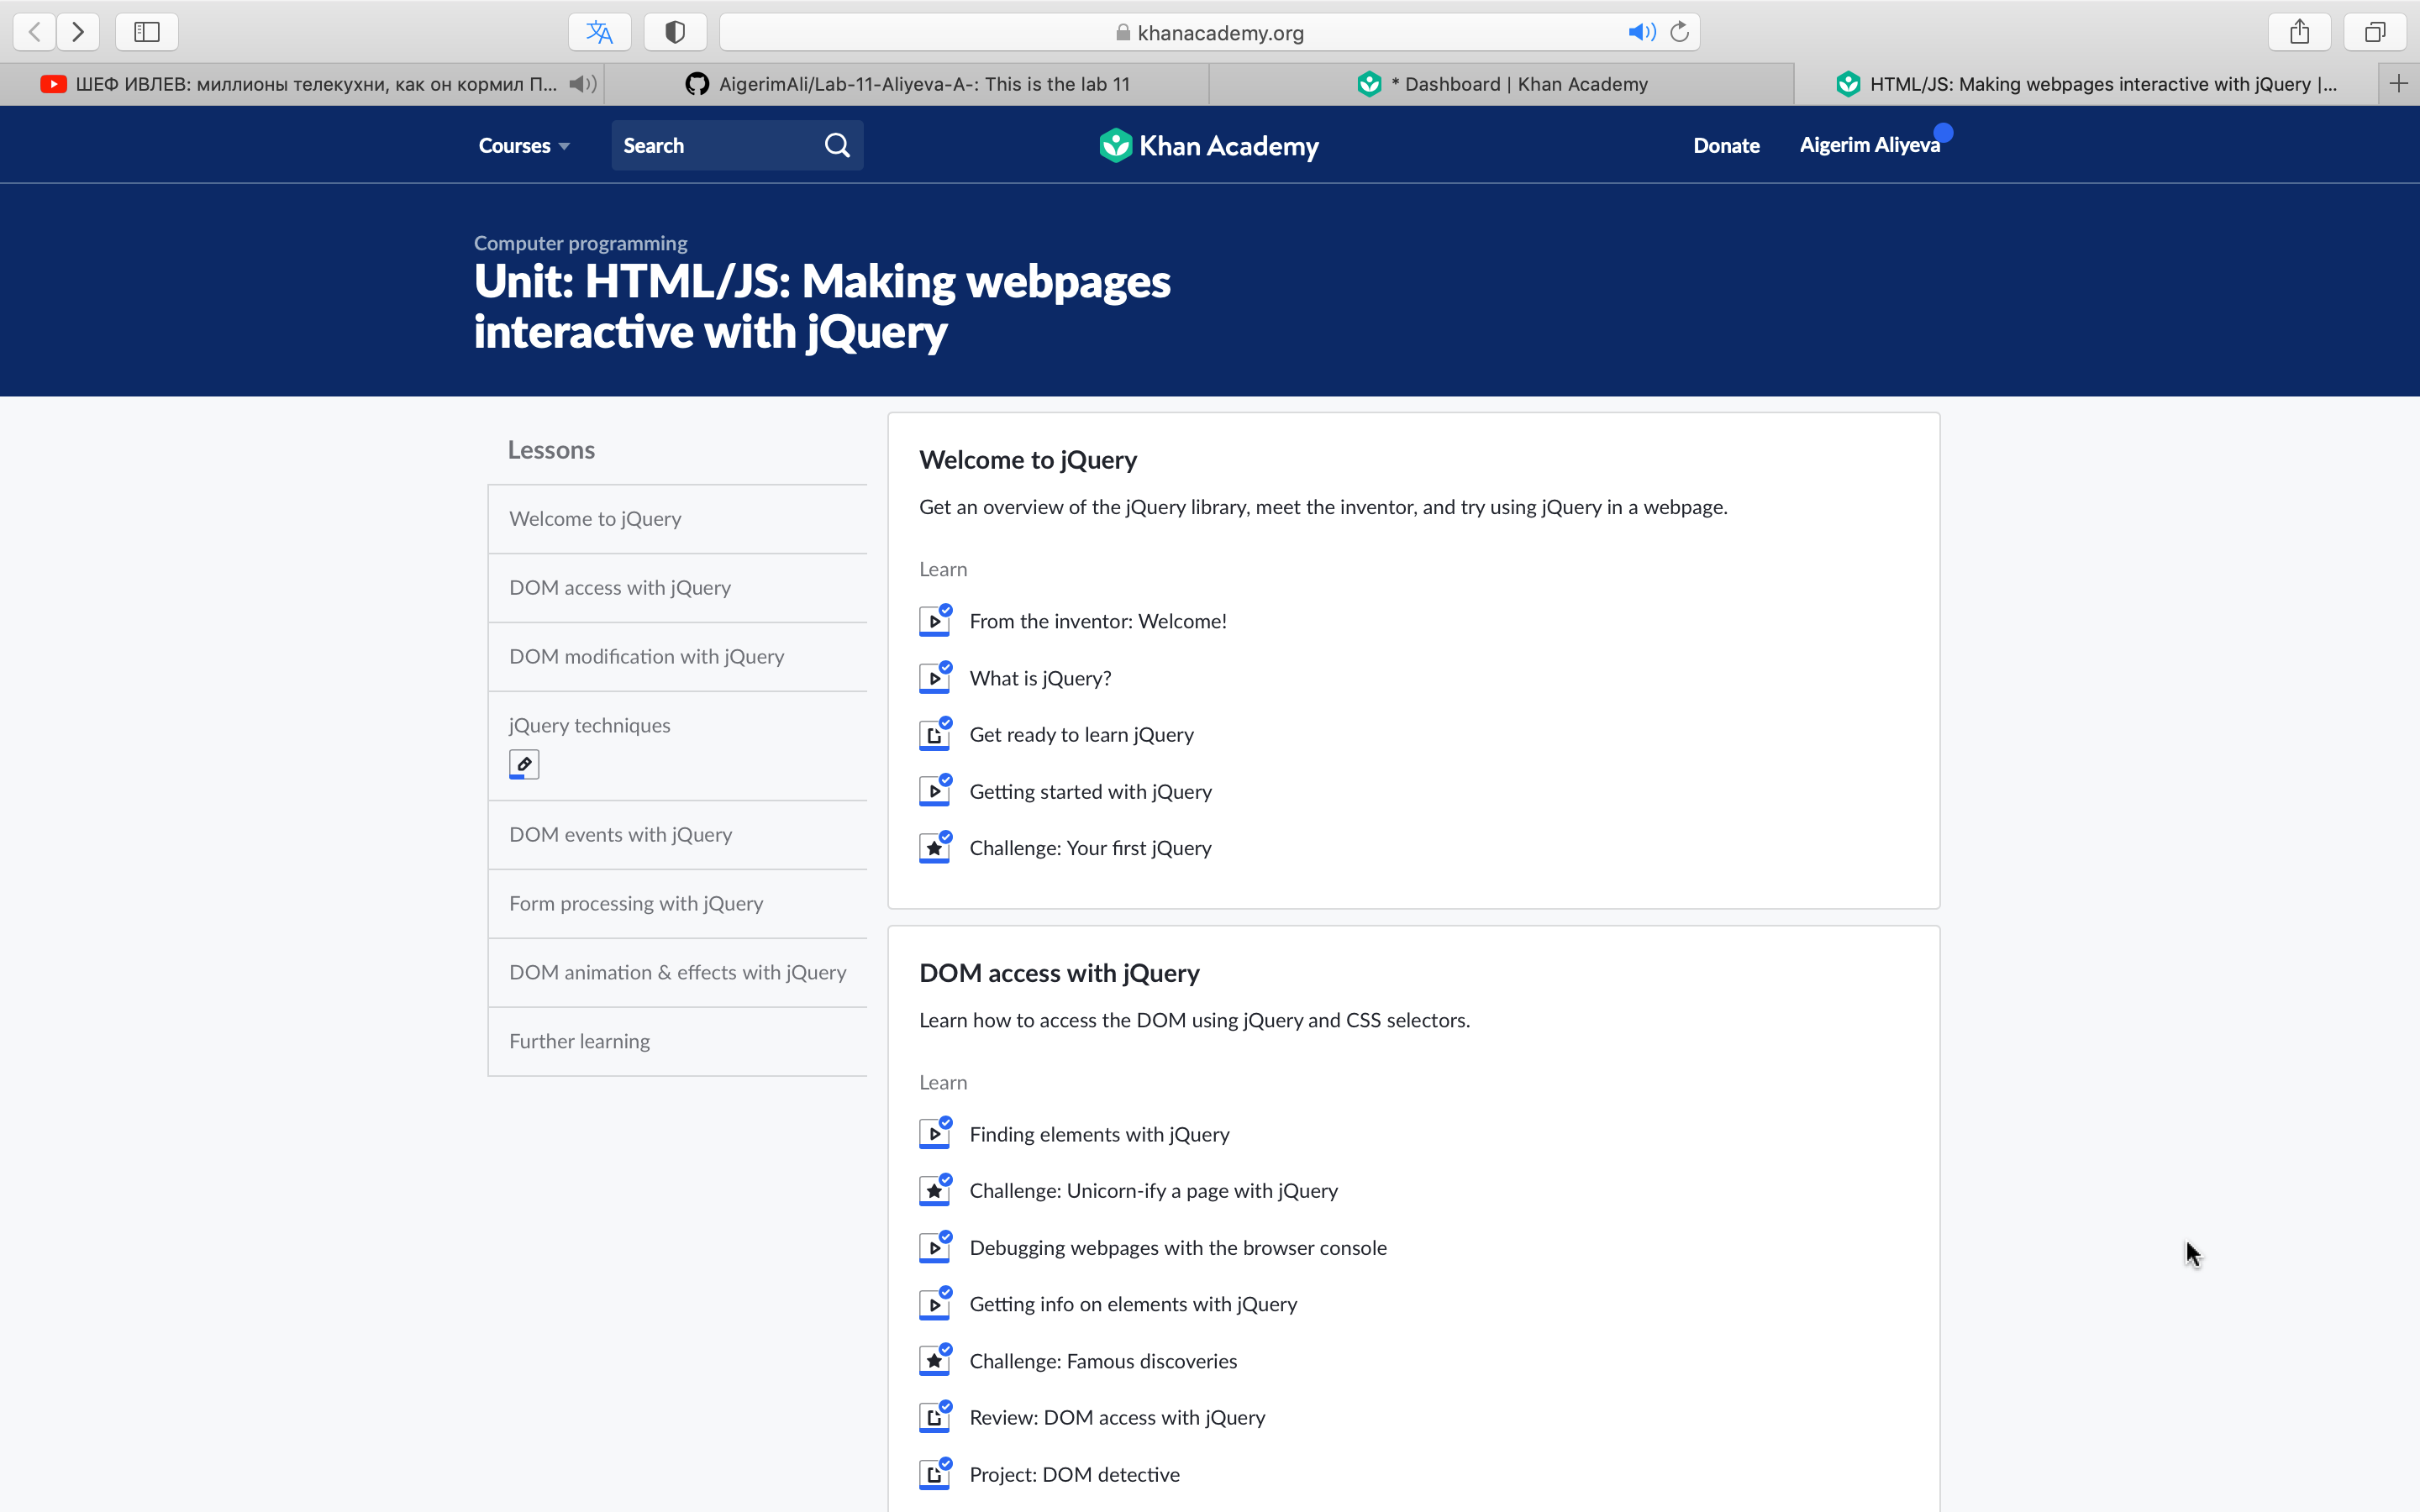 khanacademy.org
ШЕФ ИВЛЕВ: миллионы телекухни, как он кормил П...
AigerimAli/Lab-11-Aliyeva-A-: This is the lab 11
* Dashboard | Khan Academy
HTML/JS: Making webpages interactive with jQuery |...
Courses
Search
Khan Academy
Donate
Aigerim Aliyeva
Computer programming
Unit: HTML/JS: Making webpages
interactive with jQuery
Lessons
Welcome to jQuery
DOM access with jQuery
DOM modification with jQuery
jQuery techniques
DOM events with jQuery
Form processing with jQuery
DOM animation & effects with jQuery
Further learning
Welcome to jQuery
Get an overview of the jQuery library, meet the inventor, and try using jQuery in a webpage.
Learn
From the inventor: Welcome!
What is jQuery?
Get ready to learn jQuery
Getting started with jQuery
Challenge: Your first jQuery
DOM access with jQuery
Learn how to access the DOM using jQuery and CSS selectors.
Learn
Finding elements with jQuery
Challenge: Unicorn-ify a page with jQuery
Debugging webpages with the browser console
Getting info on elements with jQuery
Challenge: Famous discoveries
Review: DOM access with jQuery
Project: DOM detective